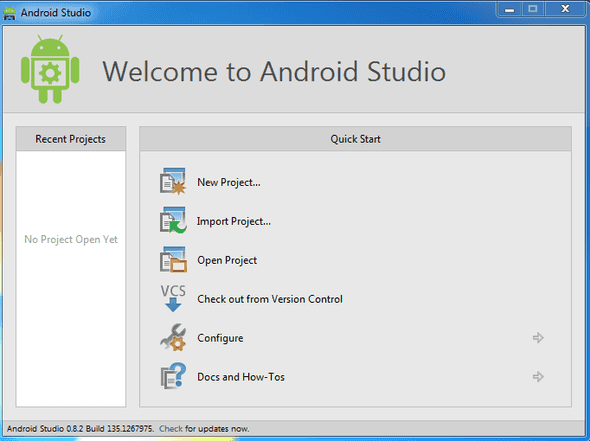 Android Studio
Welcome to Android Studio
Recent Projects
No Project Open Yet
Quick Start
New Project...
Import Project...
Open Project
VCS
Check out from Version Control
Configure
Docs and How-Tos
Android Studio 0.8.2 Build 135.1267975. Check for updates now.